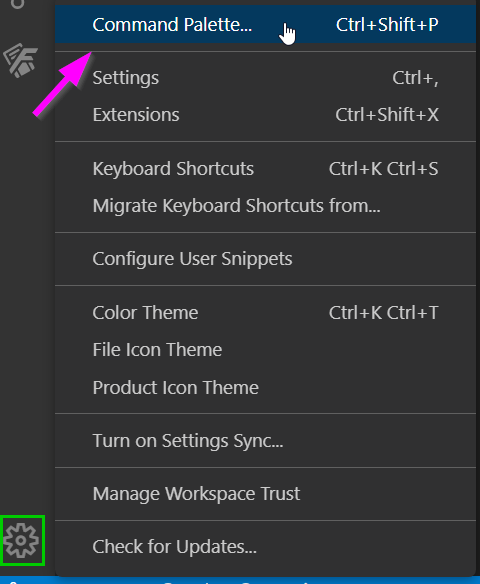 Command Palette... Ctrl+Shift+P
Settings Ctrl+,
Extensions Ctrl+Shift+X
Keyboard Shortcuts Ctrl+K Ctrl+S
Migrate Keyboard Shortcuts from...
Configure User Snippets
Color Theme Ctrl+K Ctrl+T
File Icon Theme
Product Icon Theme
Turn on Settings Sync...
Manage Workspace Trust
Check for Updates...